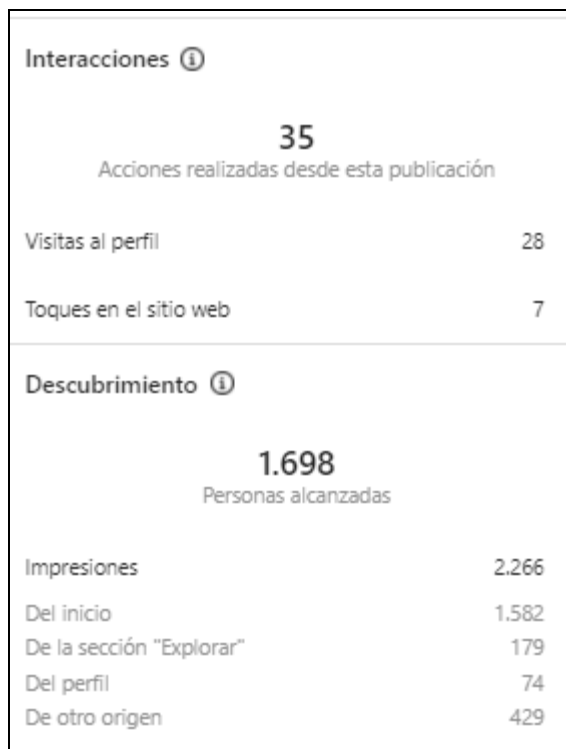 Interacciones
35
Acciones realizadas desde esta publicación
Visitas al perfil 28
Toques en el sitio web 7
Descubrimiento
1.698
Personas alcanzadas
Impresiones 2.266
Del inicio 1.582
De la sección "Explorar" 179
Del perfil 74
De otro origen 429